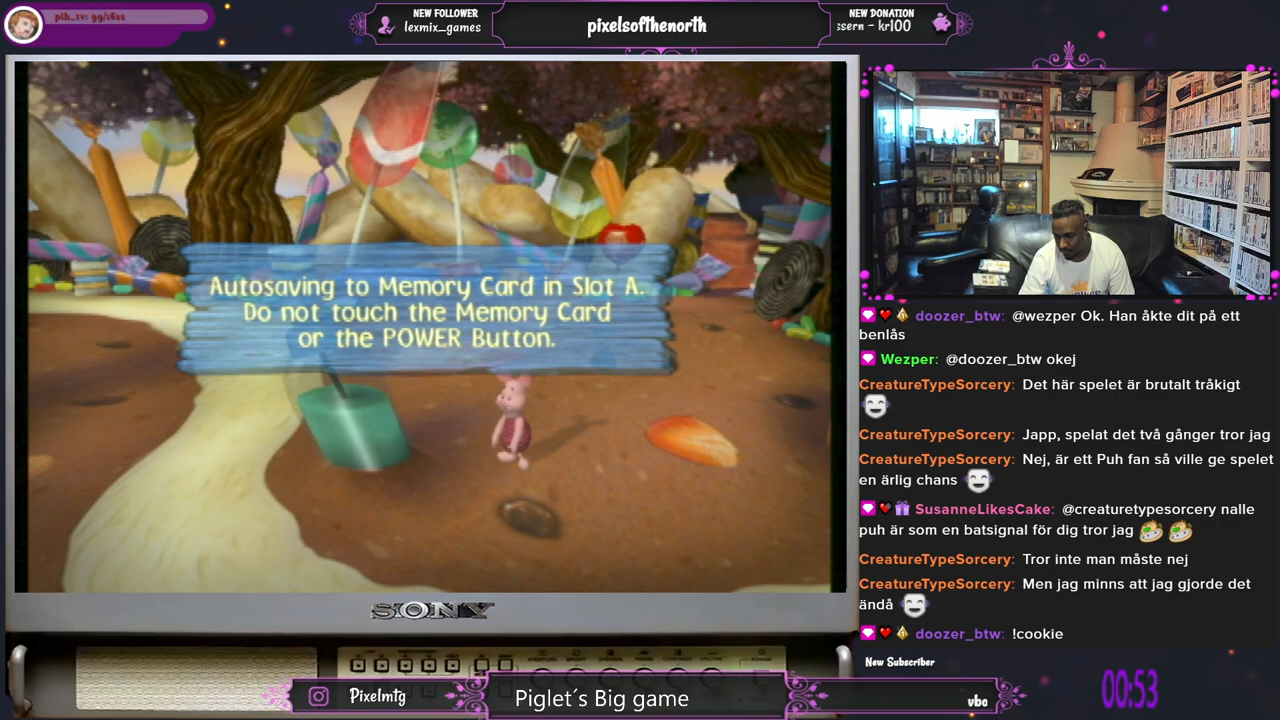 pib_tv: 99/1622
NEW FOLLOWER
lexmix_games
pixelsofthenorth
NEW DONATION
ssern - kr100
Autosaving to Memory Card in Slot A.
Do not touch the Memory Card
or the POWER Button.
SONY
doozer_btw: @wezper Ok. Han åkte dit på ett
benlås
Wezper: @doozer_btw okej
CreatureTypeSorcery: Det här spelet är brutalt tråkigt
CreatureTypeSorcery: Japp, spelat det två gånger tror jag
CreatureTypeSorcery: Nej, är ett Puh fan så ville ge spelet
en ärlig chans
SusanneLikesCake: @creaturetypesorcery nalle
puh är som en batsignal för dig tror jag
CreatureTypeSorcery: Tror inte man måste nej
CreatureTypeSorcery: Men jag minns att jag gjorde det
ändå
doozer_btw: !cookie
New Subscriber
Pixelmtg
Piglet´s Big game
vba
00:53